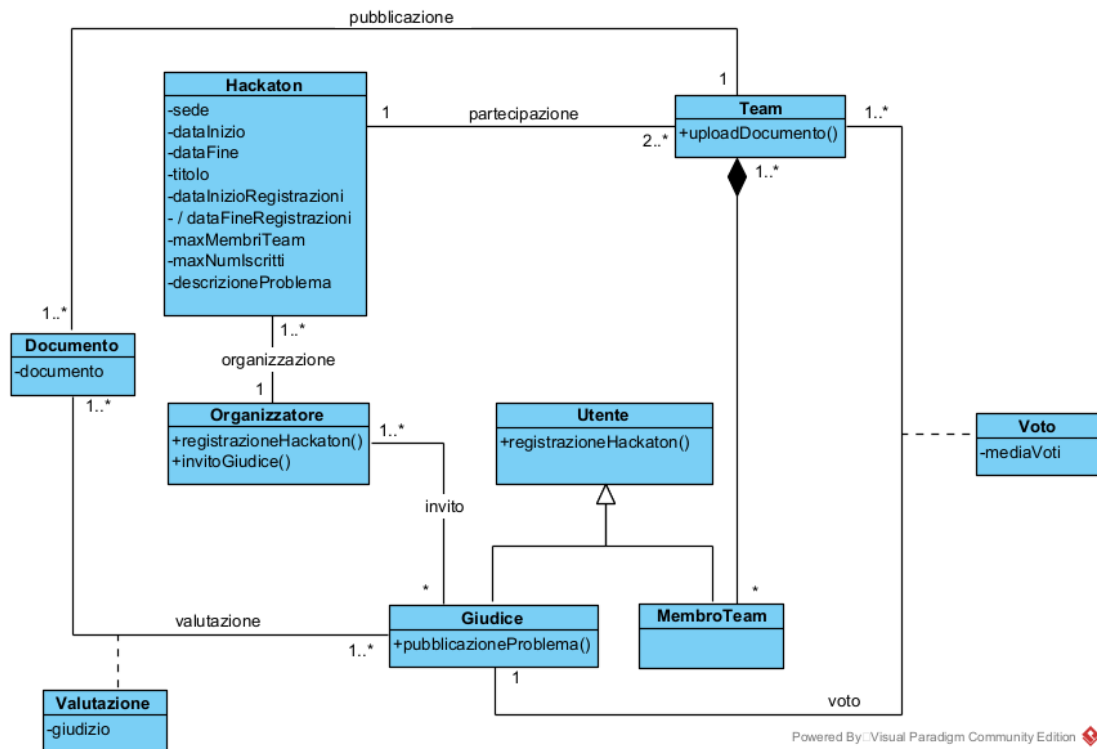 pubblicazione
Hackaton
-sede
-dataInizio
-dataFine
-titolo
-dataInizioRegistrazioni
- / dataFineRegistrazioni
-maxMembriTeam
-maxNumIscritti
-descrizioneProblema
1
partecipazione
2..*
1
Team
+uploadDocumento()
1..*
1..*
1..*
Documento
-documento
1..*
1..*
organizzazione
1
Organizzatore
+registrazioneHackaton()
+invitoGiudice()
1..*
invito
*
Utente
+registrazioneHackaton()
Voto
-mediaVoti
valutazione
1..*
Giudice
+pubblicazioneProblema()
1
*
MembroTeam
voto
Valutazione
-giudizio
Powered By Visual Paradigm Community Edition